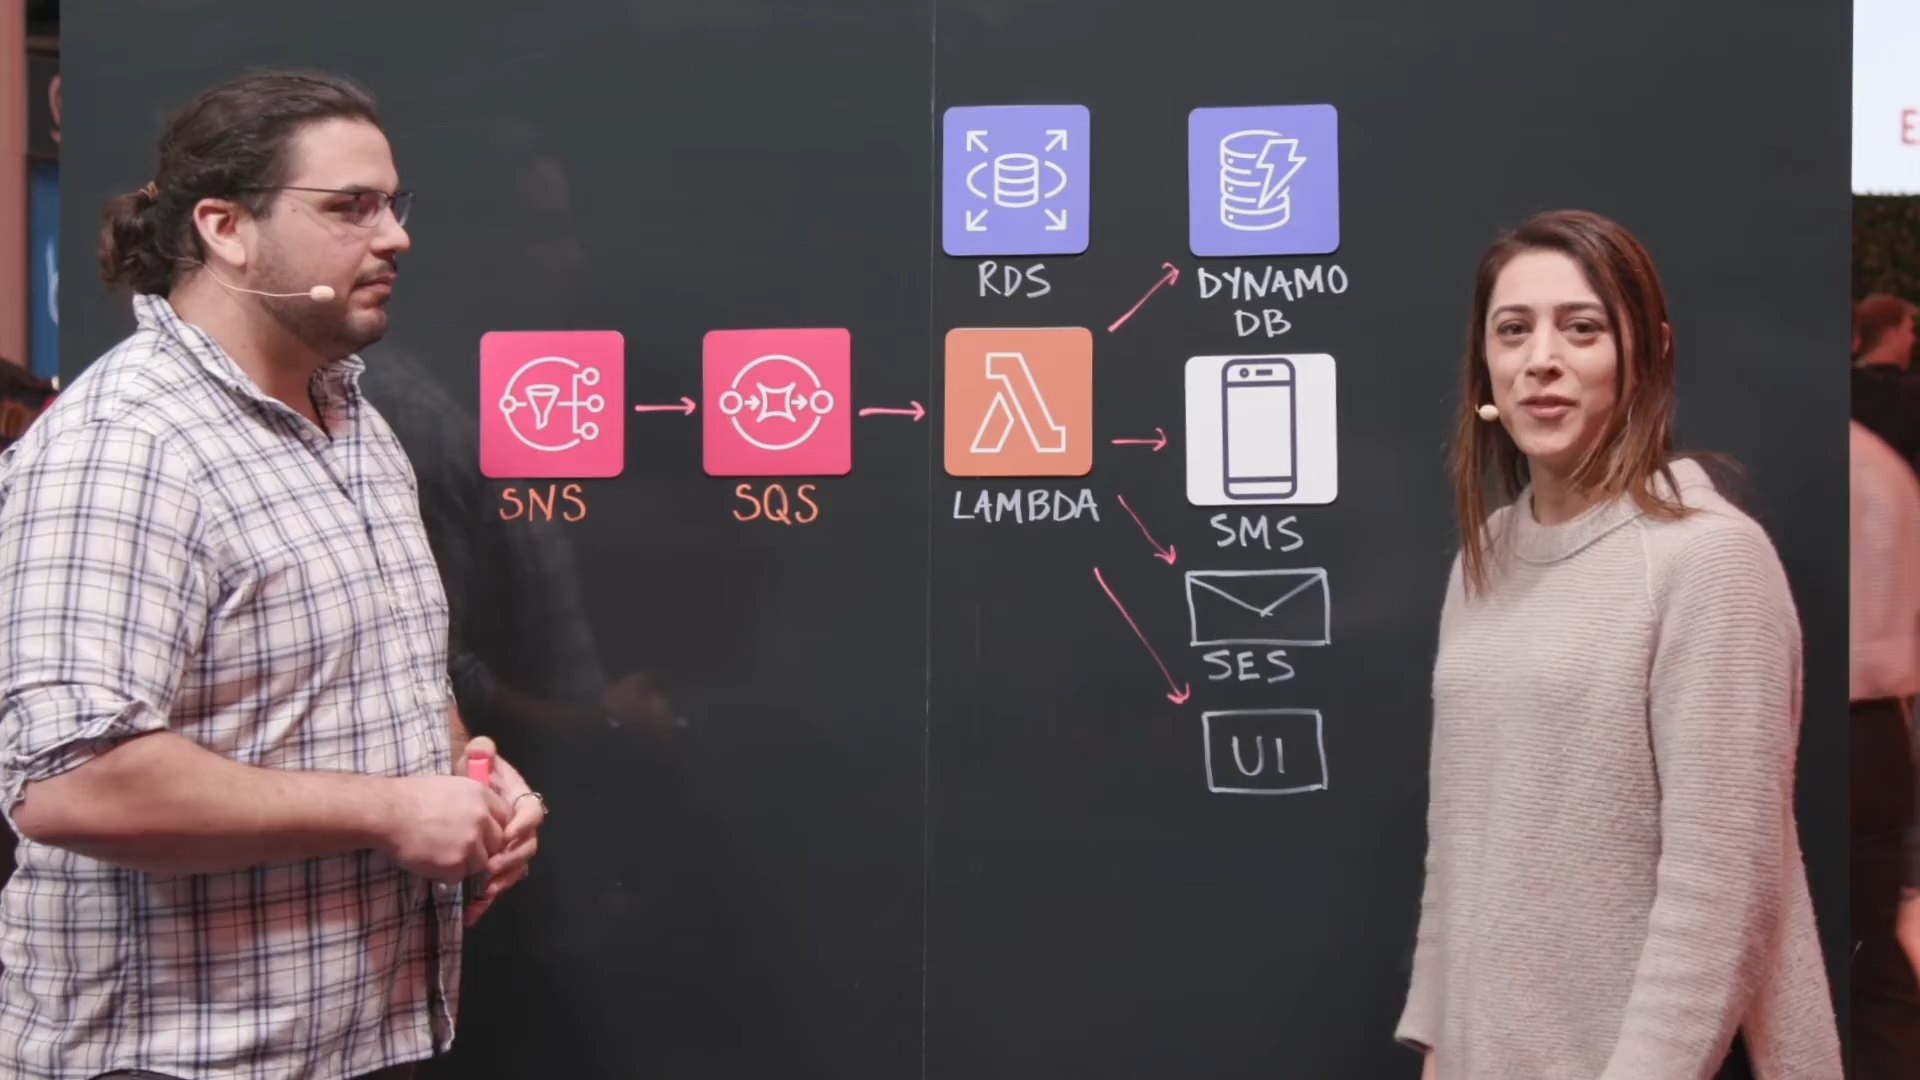 SNS
SQS
RDS
LAMBDA
DYNAMO
DB
SMS
SES
UI
E